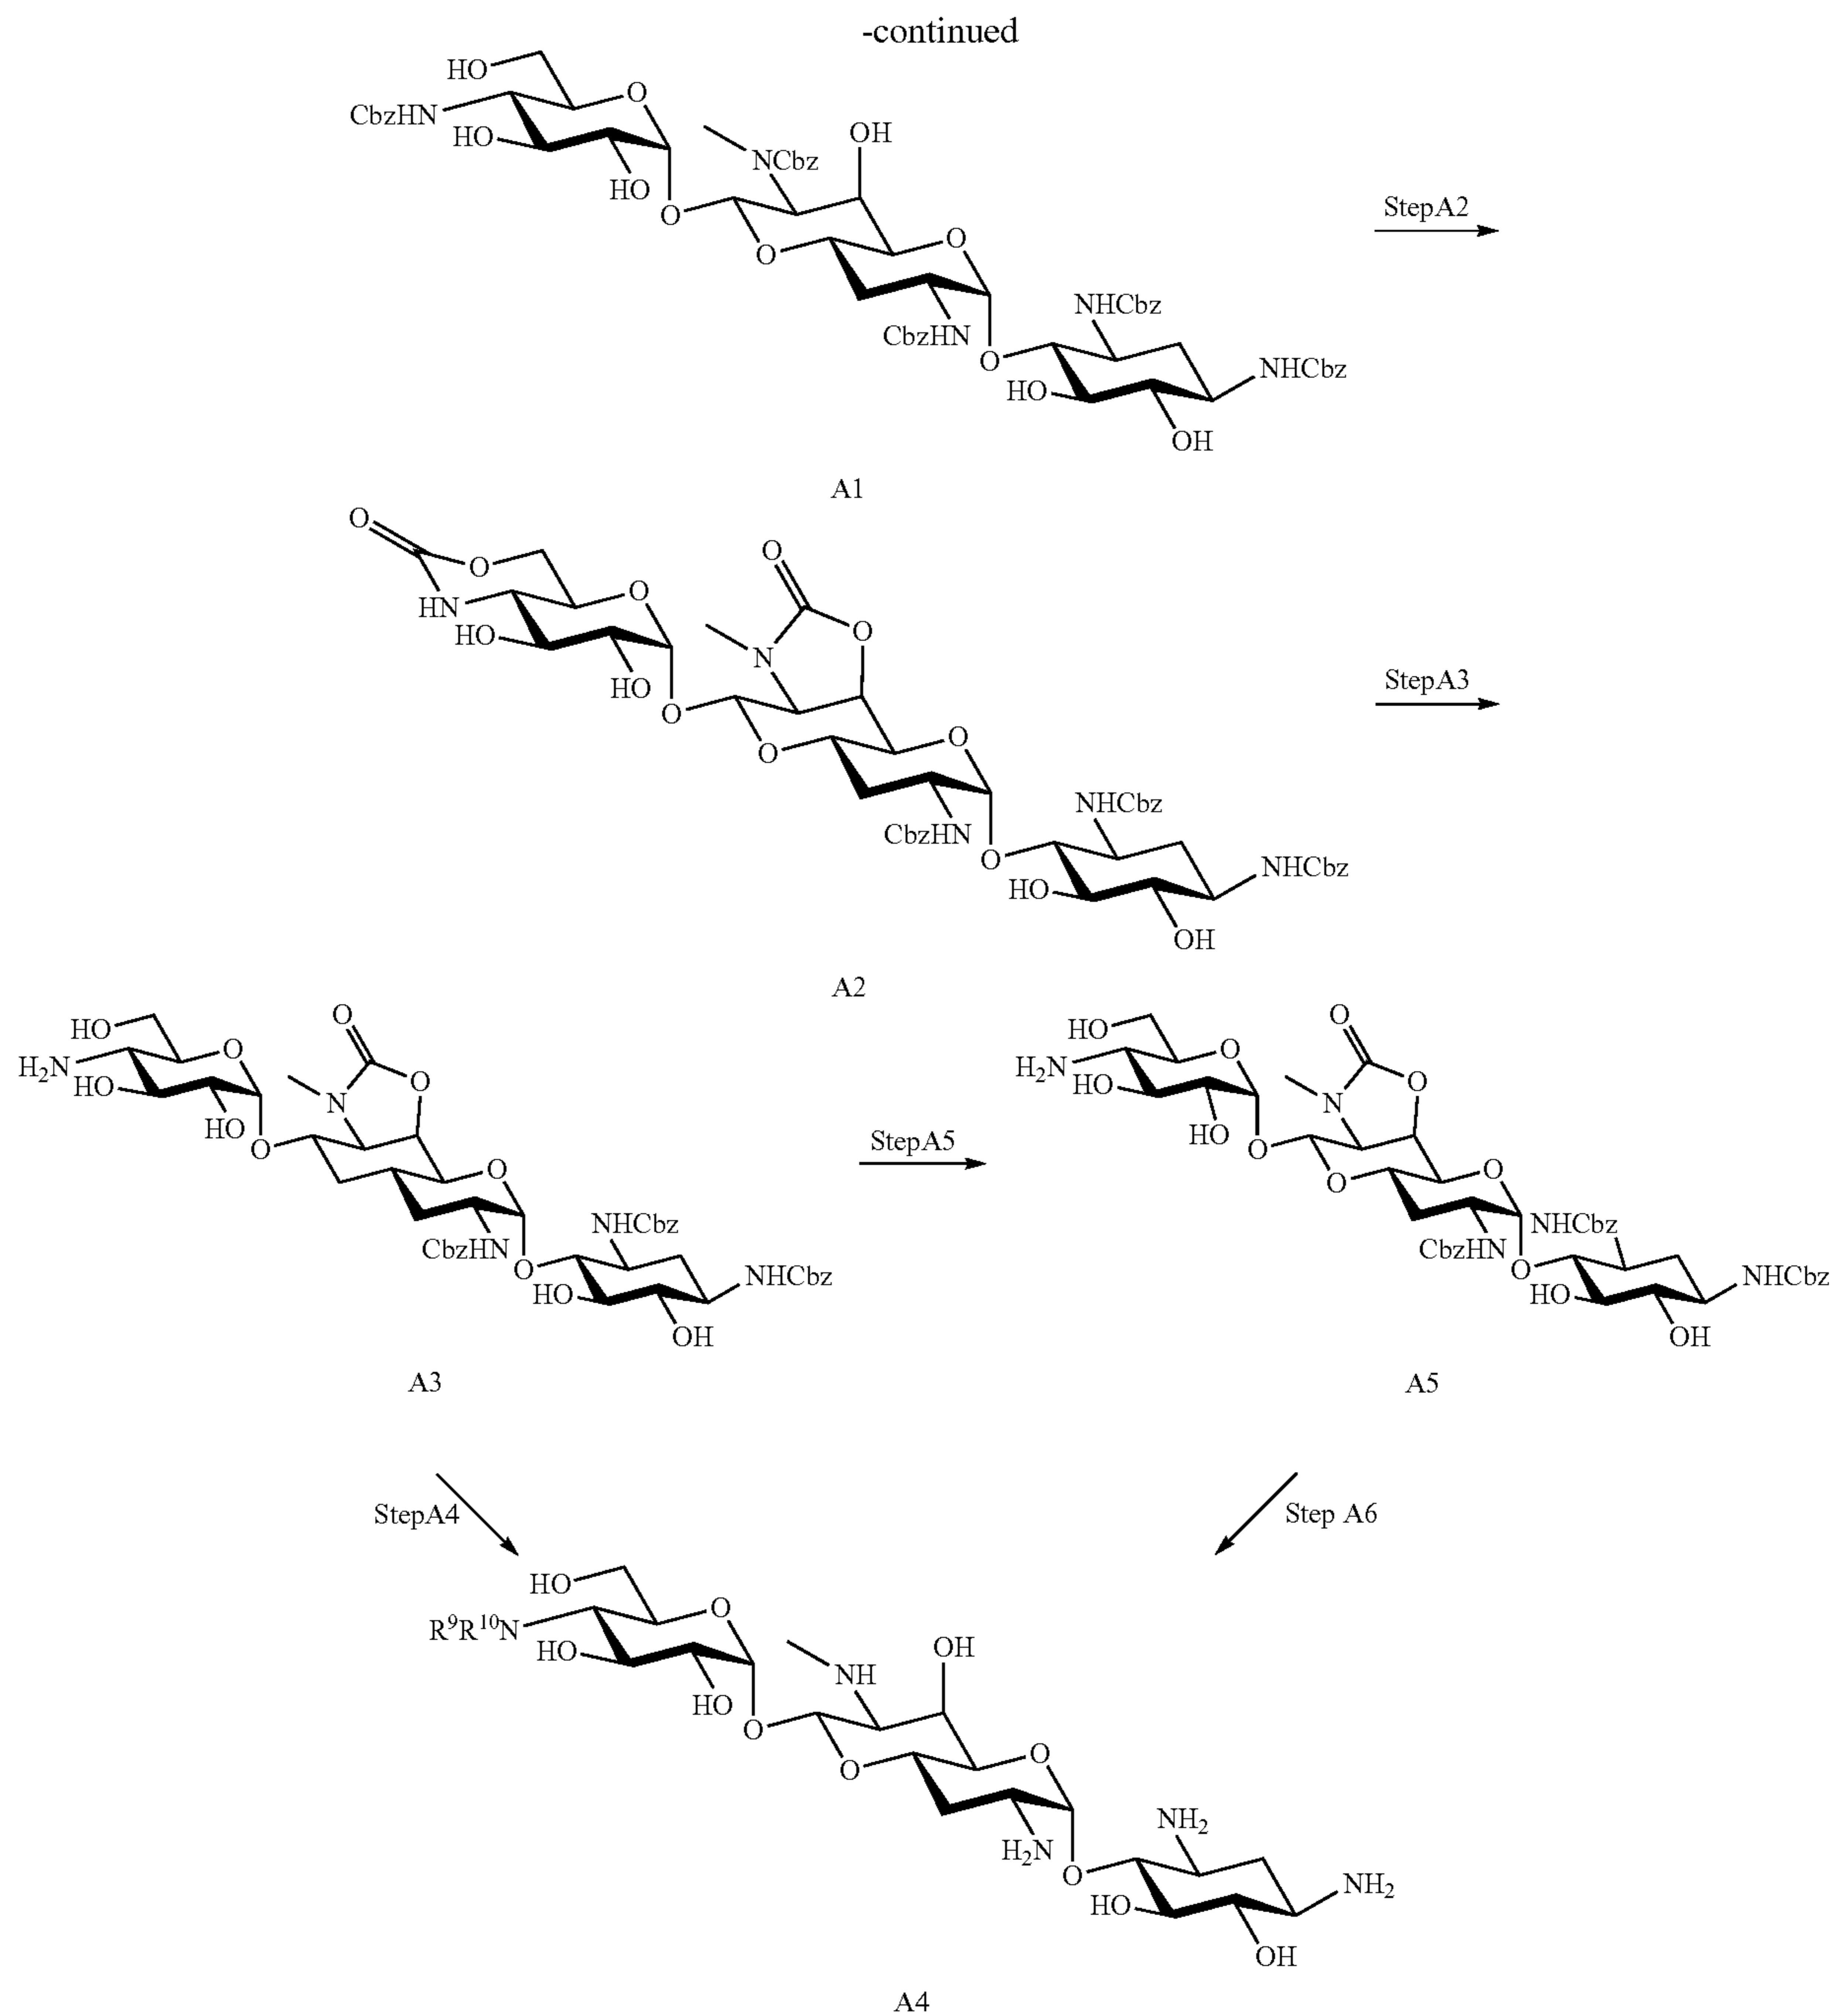 -continued
HO
O
CbzHN
HO
HO
OH
NCbz
O
O
O
CbzHN
O
NHCbz
NHCbz
HO
OH
StepA2
A1
O
O
HN
O
HO
HO
O
O
N
O
O
O
CbzHN
O
NHCbz
NHCbz
HO
OH
StepA3
A2
HO
H2N
HO
O
HO
O
O
N
O
O
CbzHN
O
NHCbz
NHCbz
HO
OH
A3
StepA5
HO
H2N
HO
O
HO
O
O
N
O
O
O
CbzHN
O
NHCbz
NHCbz
HO
OH
A5
StepA4
Step A6
HO
R⁹R¹⁰N
HO
O
HO
NH
OH
O
O
O
H2N
O
NH2
NH2
HO
OH
A4